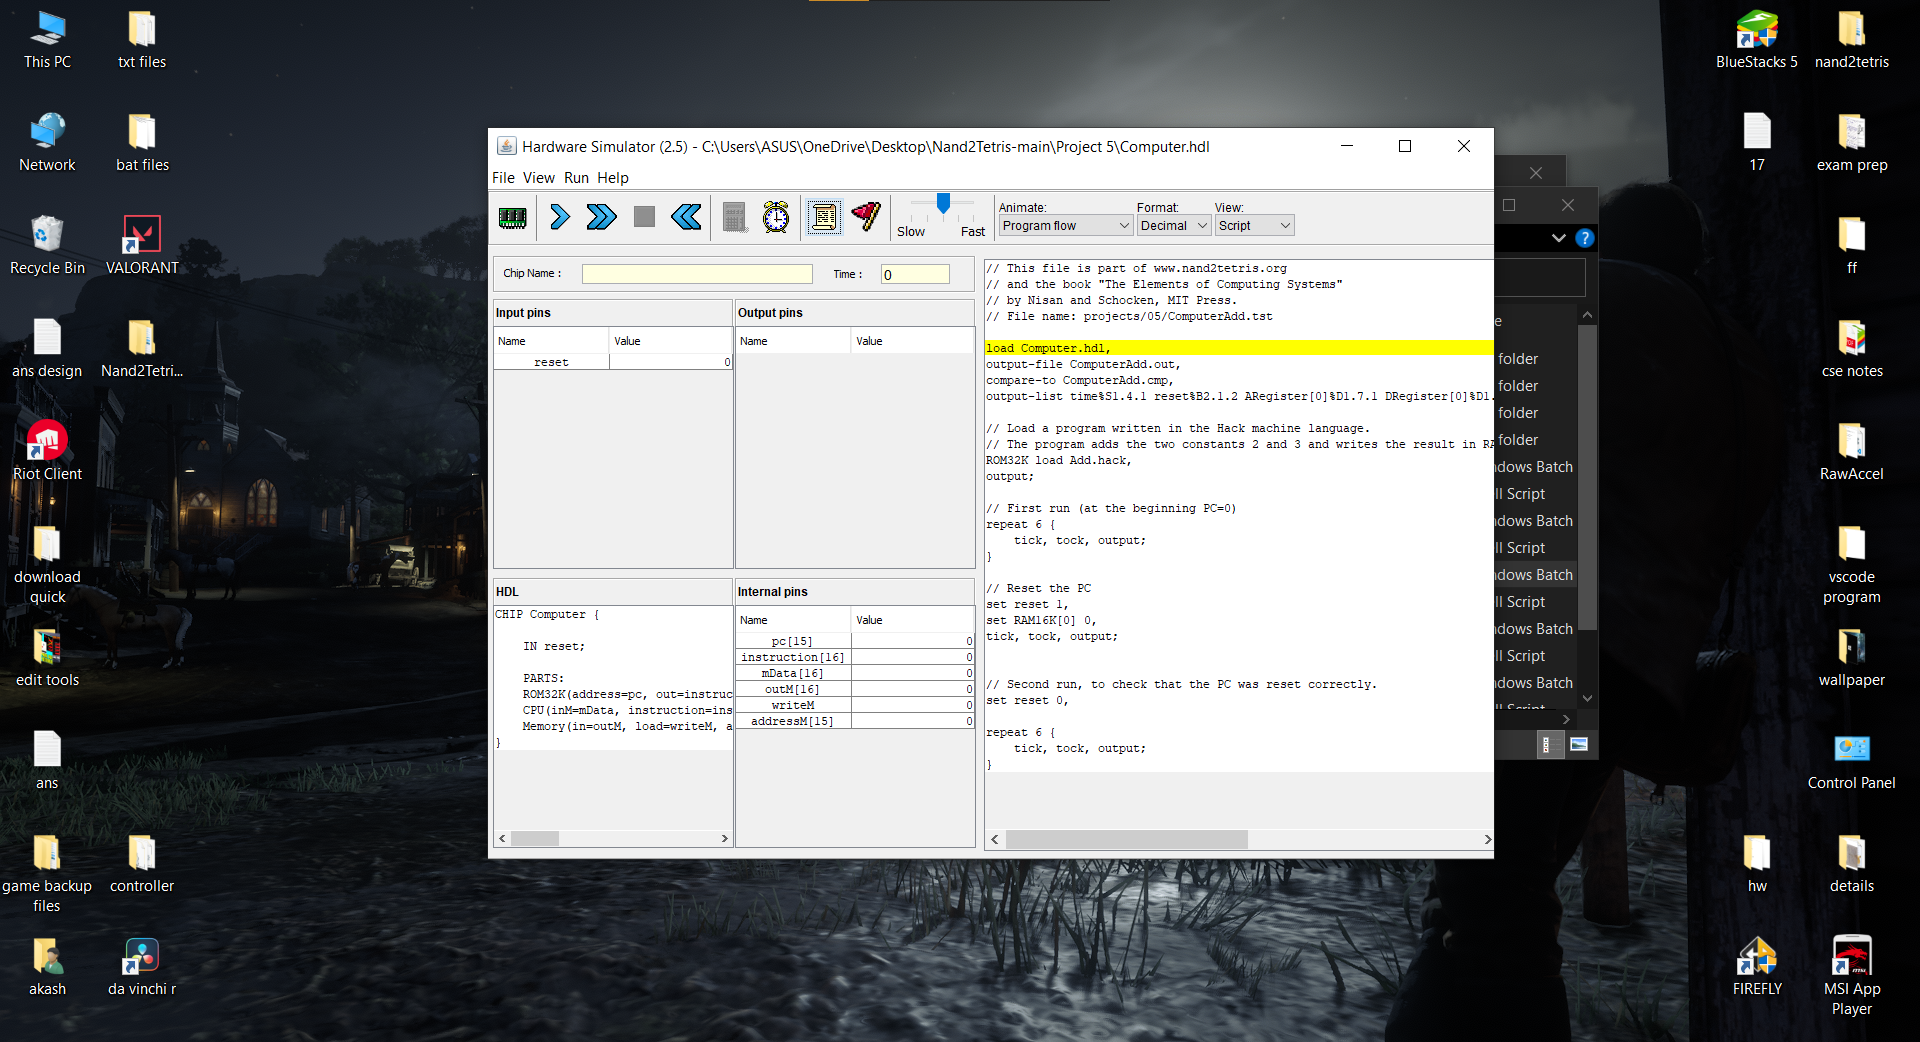 This PC
txt files
Network
bat files
Recycle Bin
VALORANT
ans design
Nand2Tetri...
Riot Client
download
quick
edit tools
ans
game backup
files
controller
akash
da vinchi r
Hardware Simulator (2.5) - C:\Users\ASUS\OneDrive\Desktop\Nand2Tetris-main\Project 5\Computer.hdl
File View Run Help
Slow Fast
Animate:
Program flow
Format:
Decimal
View:
Script
Chip Name :
Time : 0
Input pins
Name Value
reset 0
Output pins
Name Value
HDL
CHIP Computer {
IN reset;
PARTS:
ROM32K(address=pc, out=instruc
CPU(inM=mData, instruction=ins
Memory(in=outM, load=writeM, a
}
Internal pins
Name Value
pc[15] 0
instruction[16] 0
mData[16] 0
outM[16] 0
writeM 0
addressM[15] 0
// This file is part of www.nand2tetris.org
// and the book "The Elements of Computing Systems"
// by Nisan and Schocken, MIT Press.
// File name: projects/05/ComputerAdd.tst
load Computer.hdl,
output-file ComputerAdd.out,
compare-to ComputerAdd.cmp,
output-list time%S1.4.1 reset%B2.1.2 ARegister[0]%D1.7.1 DRegister[0]%D1.
// Load a program written in the Hack machine language.
// The program adds the two constants 2 and 3 and writes the result in RA
ROM32K load Add.hack,
output;
// First run (at the beginning PC=0)
repeat 6 {
tick, tock, output;
}
// Reset the PC
set reset 1,
set RAM16K[0] 0,
tick, tock, output;
// Second run, to check that the PC was reset correctly.
set reset 0,
repeat 6 {
tick, tock, output;
}
?
e
folder
folder
folder
folder
ndows Batch
ll Script
ndows Batch
ll Script
ndows Batch
ll Script
ndows Batch
ll Script
ndows Batch
BlueStacks 5
nand2tetris
17
exam prep
ff
cse notes
RawAccel
vscode
program
wallpaper
Control Panel
hw
details
FIREFLY
MSI App
Player